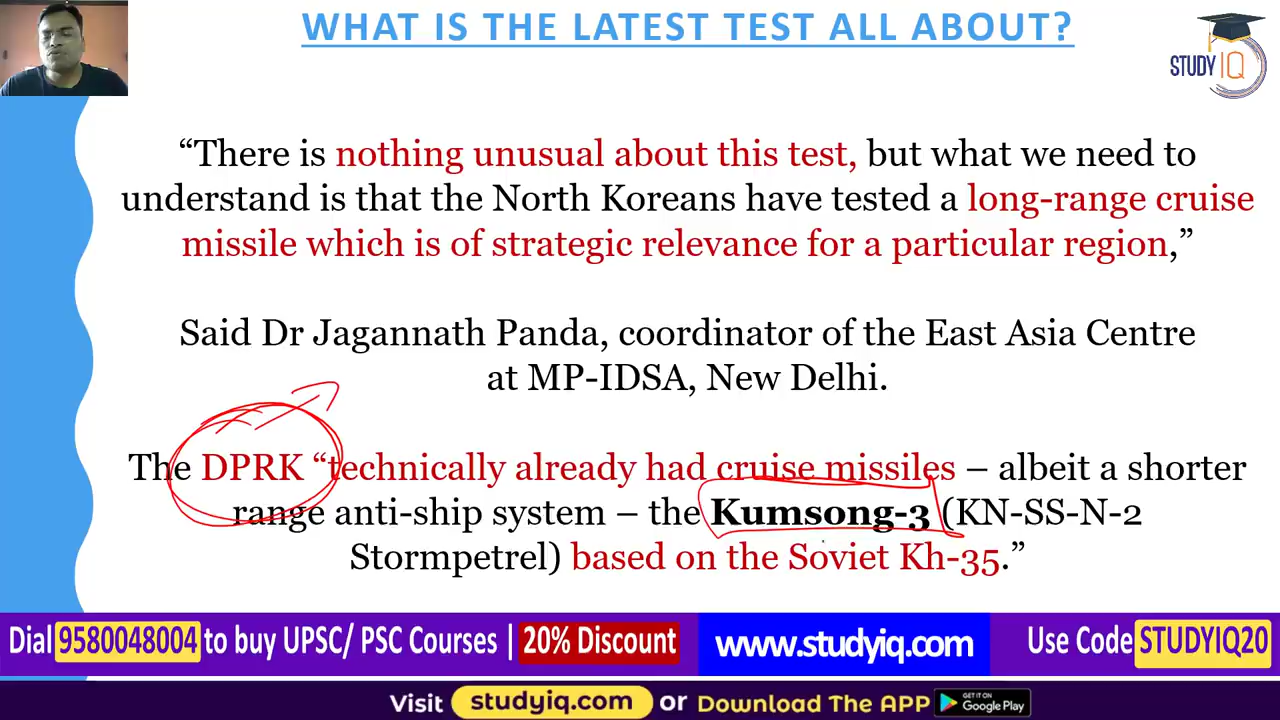 WHAT IS THE LATEST TEST ALL ABOUT?
STUDY IQ
“There is nothing unusual about this test, but what we need to
understand is that the North Koreans have tested a long-range cruise
missile which is of strategic relevance for a particular region,”
Said Dr Jagannath Panda, coordinator of the East Asia Centre
at MP-IDSA, New Delhi.
The DPRK “technically already had cruise missiles – albeit a shorter
range anti-ship system – the Kumsong-3 (KN-SS-N-2
Stormpetrel) based on the Soviet Kh-35.”
Dial 9580048004 to buy UPSC/ PSC Courses | 20% Discount
www.studyiq.com
Use Code STUDYIQ20
Visit studyiq.com or Download The APP GET IT ON Google Play